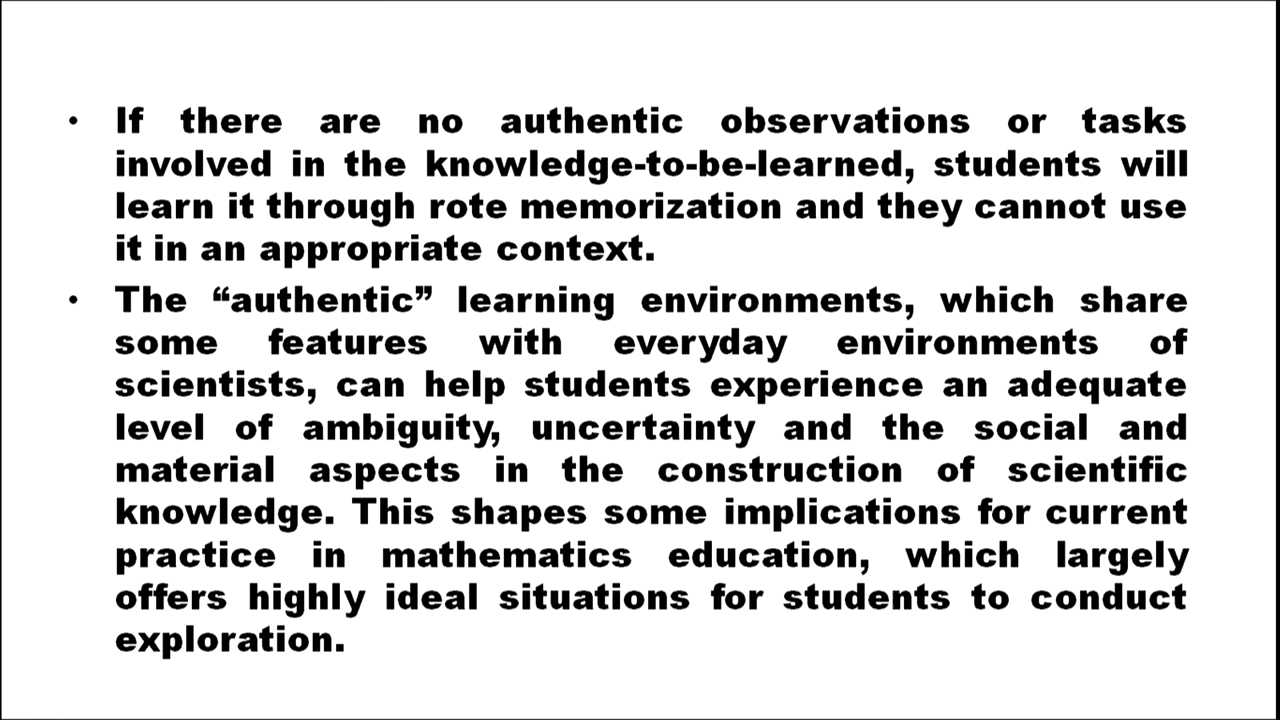 • If there are no authentic observations or tasks
involved in the knowledge-to-be-learned, students will
learn it through rote memorization and they cannot use
it in an appropriate context.
• The “authentic” learning environments, which share
some features with everyday environments of
scientists, can help students experience an adequate
level of ambiguity, uncertainty and the social and
material aspects in the construction of scientific
knowledge. This shapes some implications for current
practice in mathematics education, which largely
offers highly ideal situations for students to conduct
exploration.